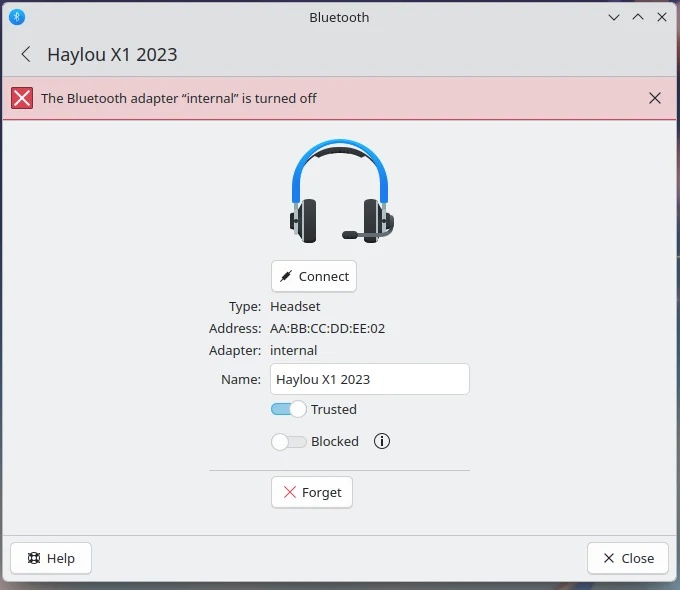 Bluetooth
Haylou X1 2023
The Bluetooth adapter “internal” is turned off
Connect
Type: Headset
Address: AA:BB:CC:DD:EE:02
Adapter: internal
Name: Haylou X1 2023
Trusted
Blocked
Forget
Help Close